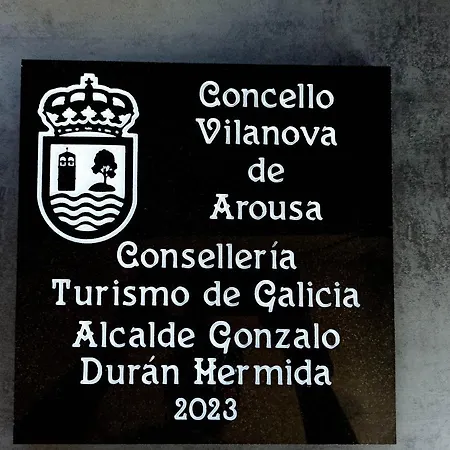 Concello
Vilanova
de
Arousa
Consellería
Turismo de Galicia
Alcalde Gonzalo
Durán Hermida
2023